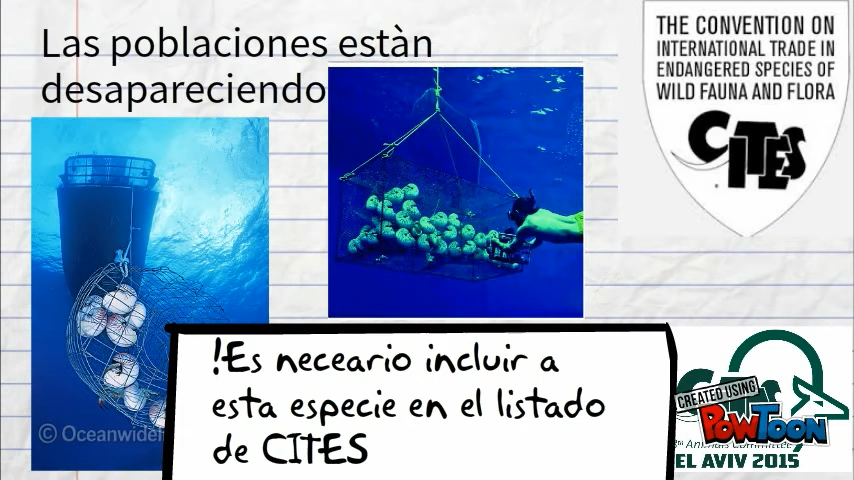 Las poblaciones estàn
desapareciendo
THE CONVENTION ON
INTERNATIONAL TRADE IN
ENDANGERED SPECIES OF
WILD FAUNA AND FLORA
CITES
!Es neceario incluir a
esta especie en el listado
de CITES
© Oceanwide
CREATED USING
POWTOON
EL AVIV 2015